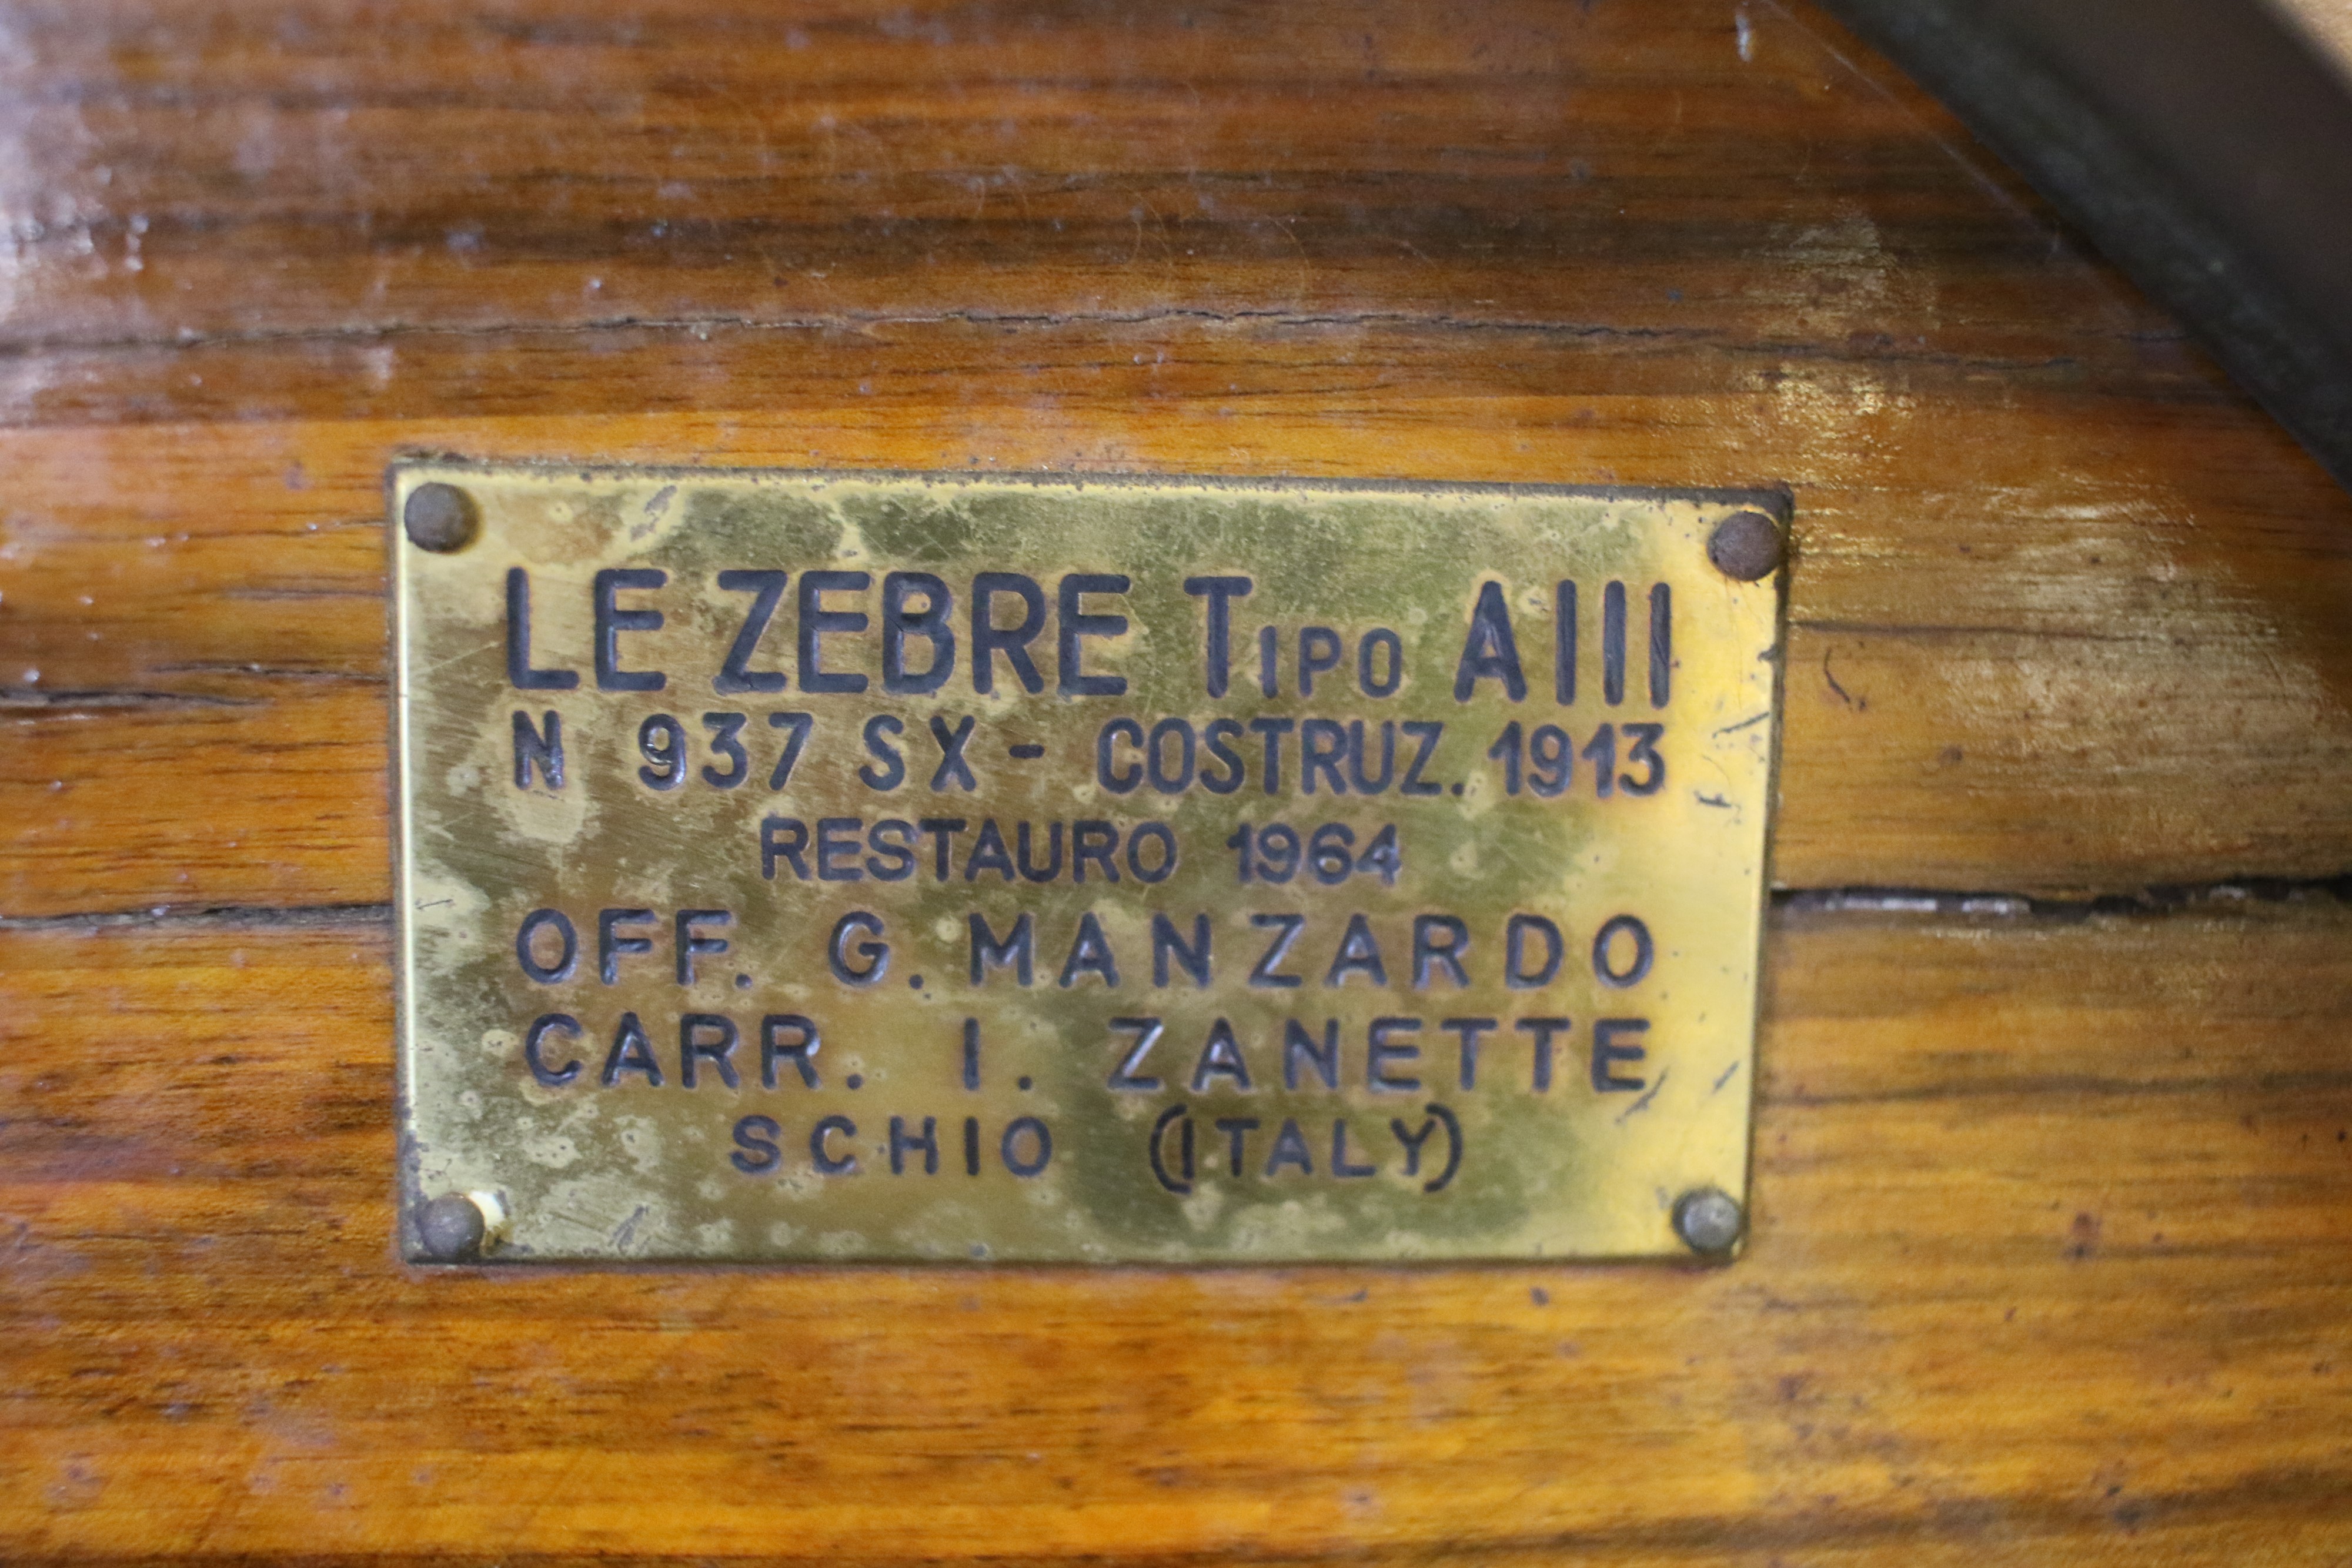 LE ZEBRE TIPO AIII
N 937 SX - COSTRUZ. 1913
RESTAURO 1964
OFF. G. MANZARDO
CARR. I. ZANETTE
SCHIO (ITALY)